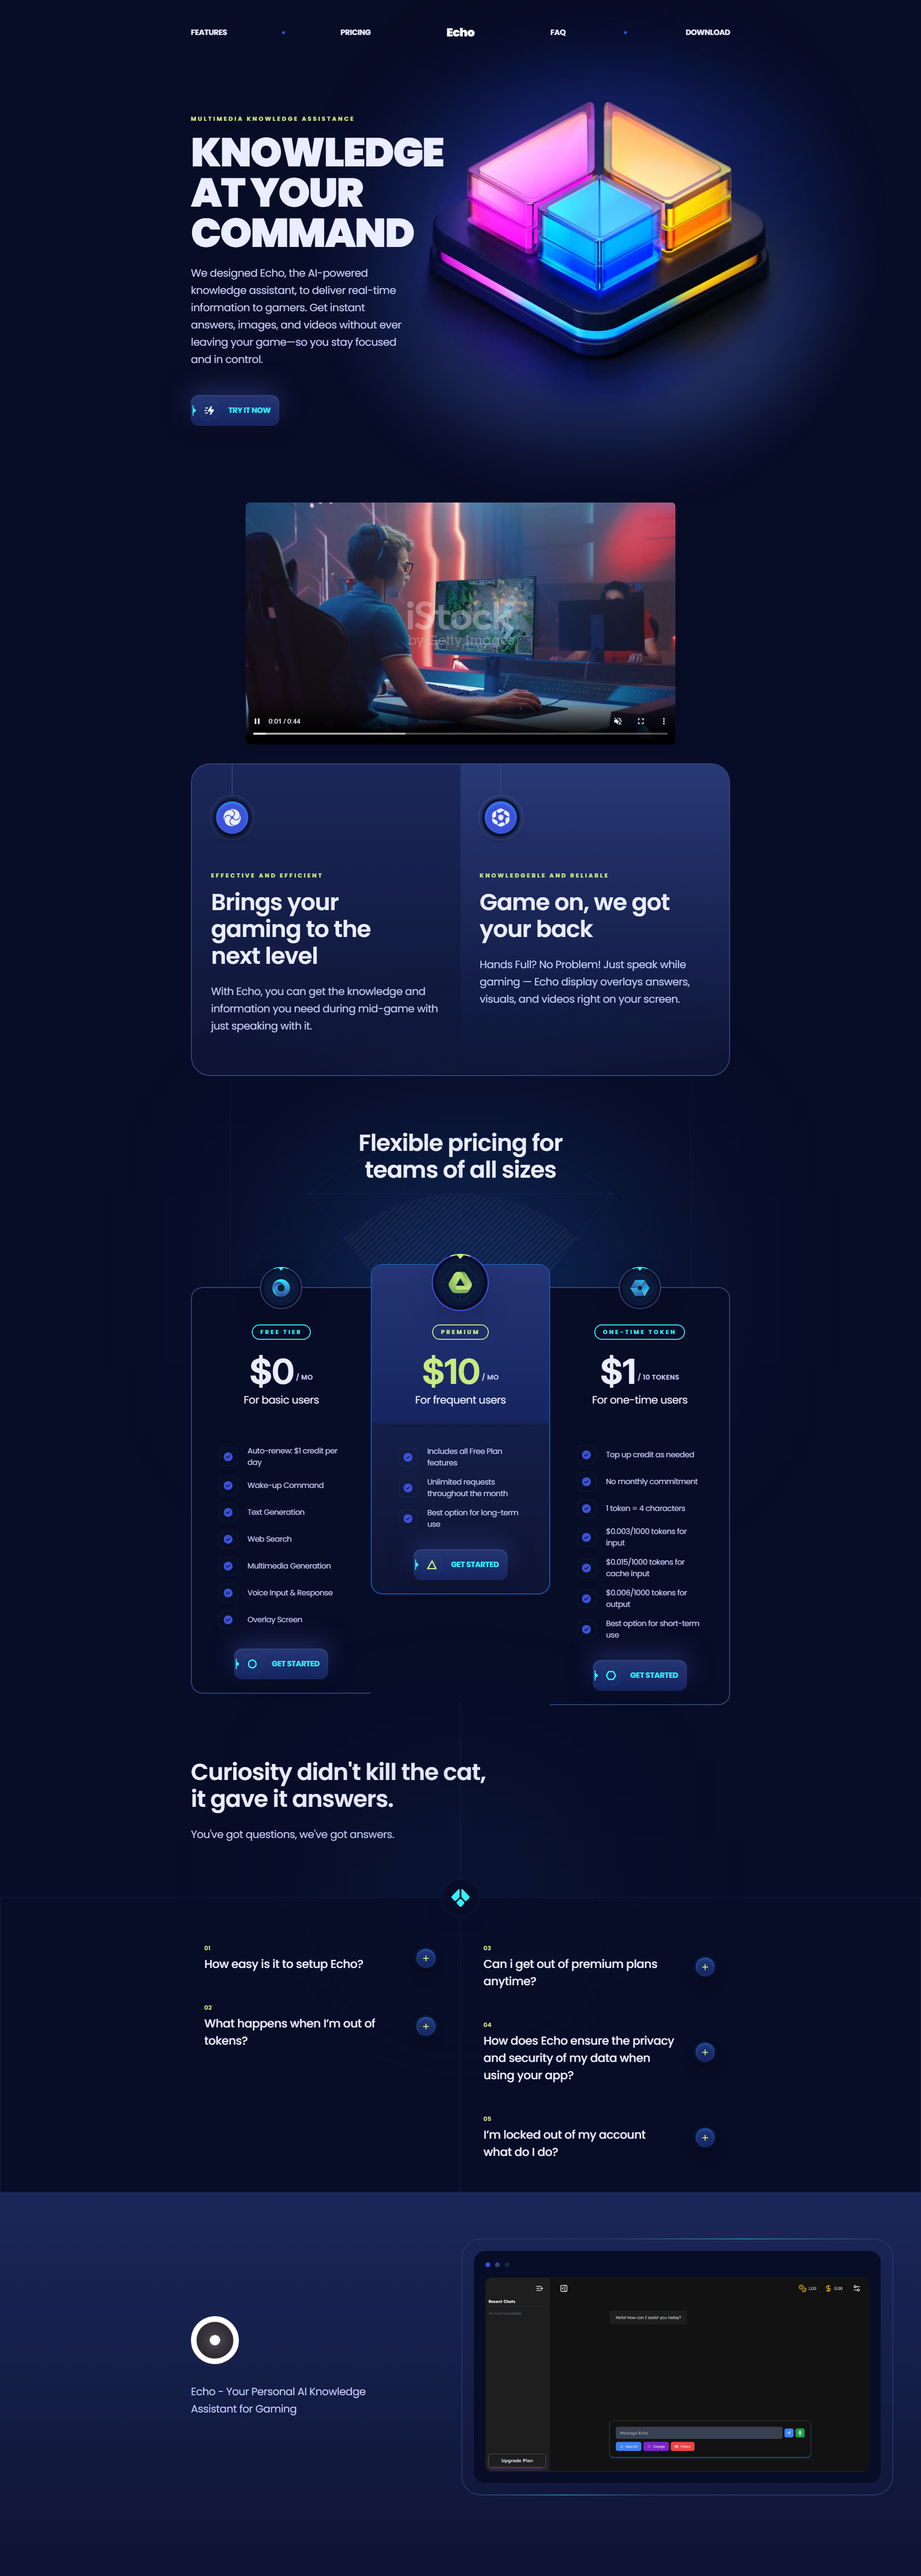 FEATURES
PRICING
Echo
FAQ
DOWNLOAD
MULTIMEDIA KNOWLEDGE ASSISTANCE
KNOWLEDGE
AT YOUR
COMMAND
We designed Echo, the AI-powered
knowledge assistant, to deliver real-time
information to gamers. Get instant
answers, images, and videos without ever
leaving your game—so you stay focused
and in control.
TRY IT NOW
iStock
by Getty Images
0:01 / 0:44
EFFECTIVE AND EFFICIENT
Brings your
gaming to the
next level
With Echo, you can get the knowledge and
information you need during mid-game with
just speaking with it.
KNOWLEDGEBLE AND RELIABLE
Game on, we got
your back
Hands Full? No Problem! Just speak while
gaming — Echo display overlays answers,
visuals, and videos right on your screen.
Flexible pricing for
teams of all sizes
FREE TIER
$0 / MO
For basic users
Auto-renew: $1 credit per
day
Wake-up Command
Text Generation
Web Search
Multimedia Generation
Voice Input & Response
Overlay Screen
GET STARTED
PREMIUM
$10 / MO
For frequent users
Includes all Free Plan
features
Unlimited requests
throughout the month
Best option for long-term
use
GET STARTED
ONE-TIME TOKEN
$1 / 10 TOKENS
For one-time users
Top up credit as needed
No monthly commitment
1 token = 4 characters
$0.003/1000 tokens for
input
$0.015/1000 tokens for
cache input
$0.006/1000 tokens for
output
Best option for short-term
use
GET STARTED
Curiosity didn't kill the cat,
it gave it answers.
You've got questions, we've got answers.
01
How easy is it to setup Echo?
02
What happens when I'm out of
tokens?
03
Can i get out of premium plans
anytime?
04
How does Echo ensure the privacy
and security of my data when
using your app?
05
I'm locked out of my account
what do I do?
Echo - Your Personal AI Knowledge
Assistant for Gaming
Recent Chats
1.00
0.00
Hello! How can I assist you today?
Message Echo
Search
Image
Video
Upgrade Plan